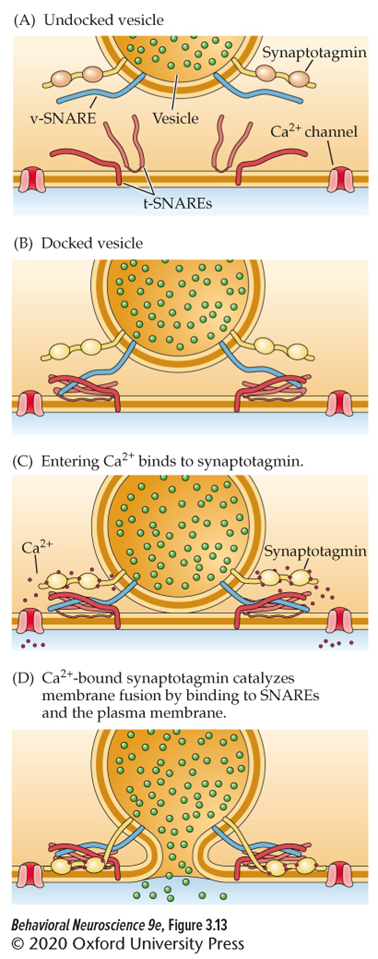 (A) Undocked vesicle
Synaptotagmin
v-SNARE
Vesicle
Ca2+ channel
t-SNAREs
(B) Docked vesicle
(C) Entering Ca2+ binds to synaptotagmin.
Ca2+
Synaptotagmin
(D) Ca2+-bound synaptotagmin catalyzes
membrane fusion by binding to SNAREs
and the plasma membrane.
Behavioral Neuroscience 9e, Figure 3.13
© 2020 Oxford University Press